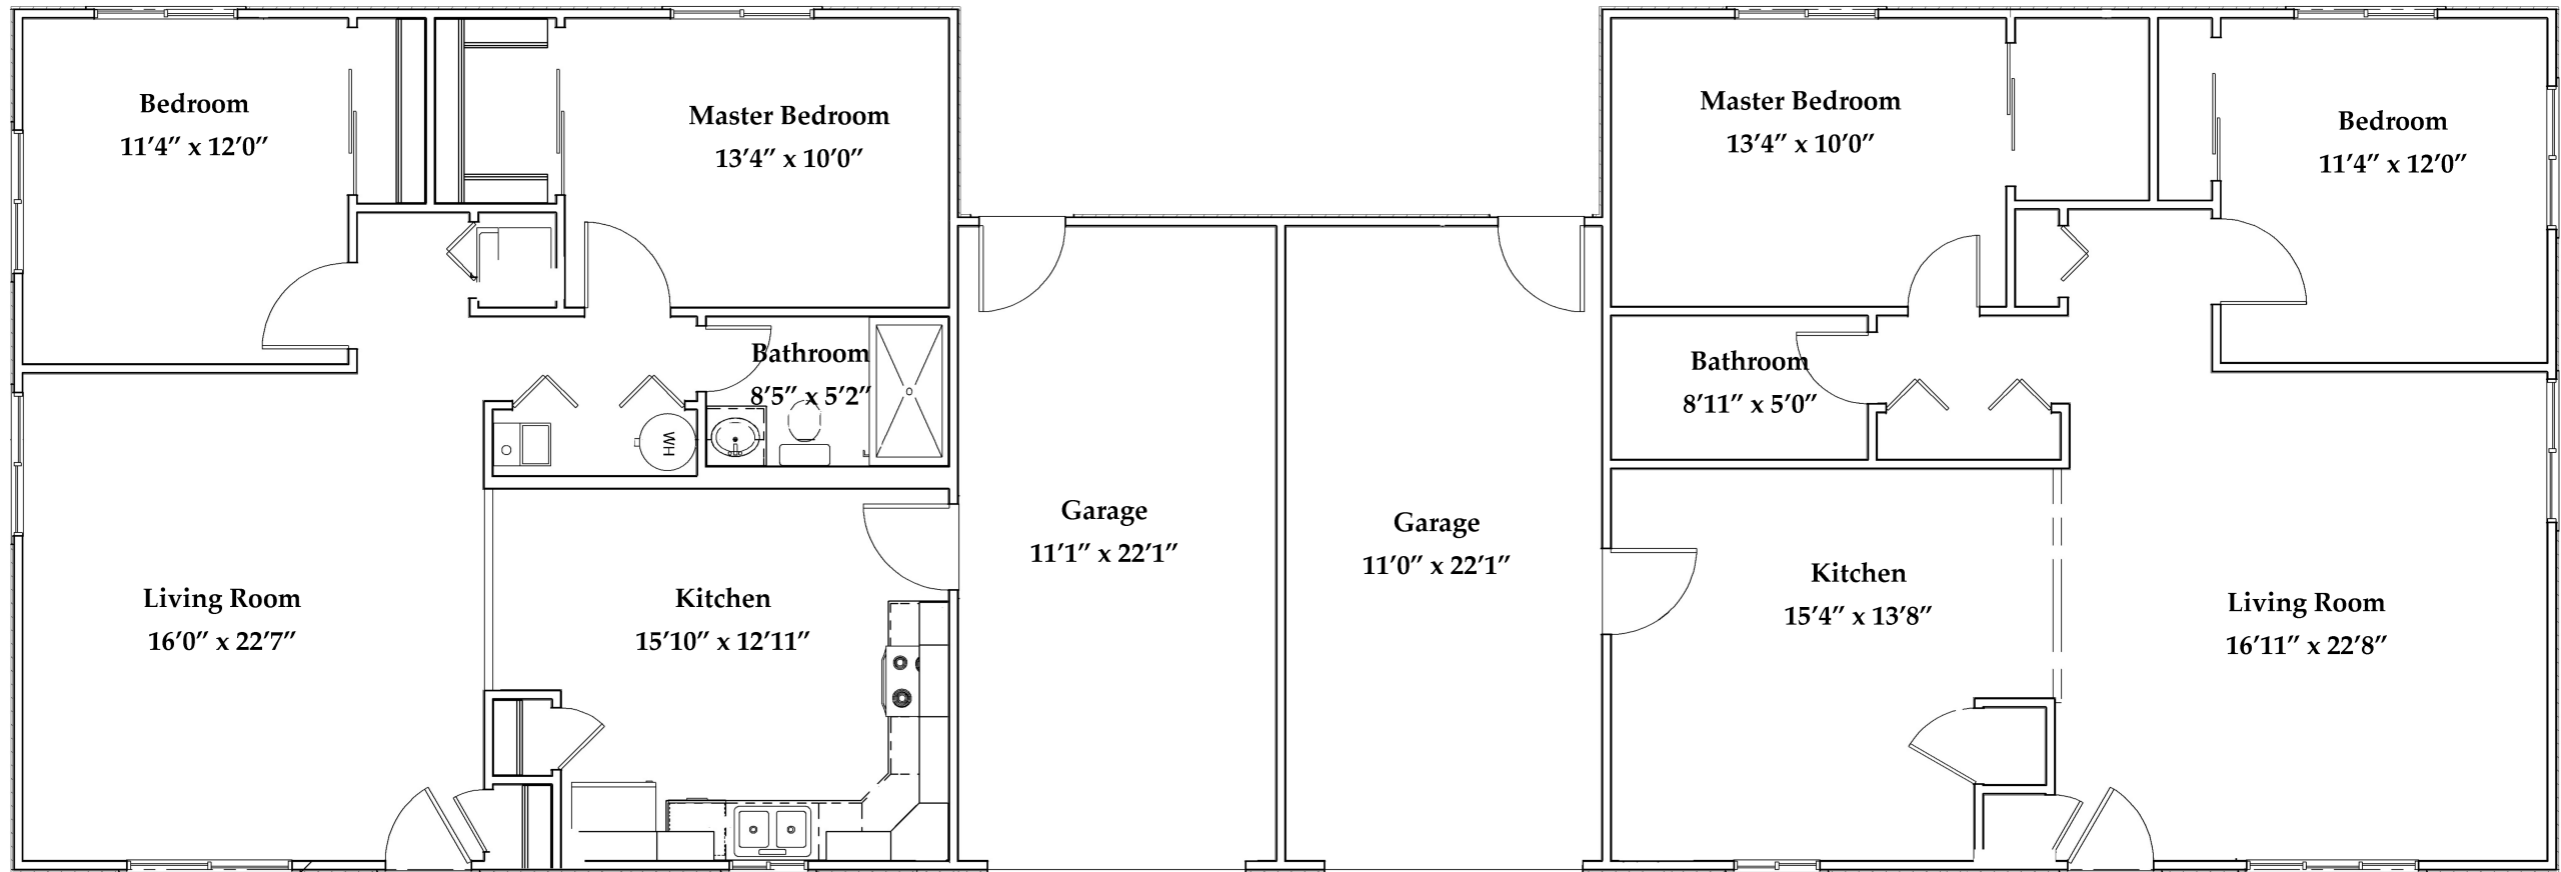 Bedroom
11′4″ x 12′0″
Master Bedroom
13′4″ x 10′0″
Master Bedroom
13′4″ x 10′0″
Bedroom
11′4″ x 12′0″
Bathroom
8′5″ x 5′2″
WH
Bathroom
8′11″ x 5′0″
Living Room
16′0″ x 22′7″
Kitchen
15′10″ x 12′11″
Garage
11′1″ x 22′1″
Garage
11′0″ x 22′1″
Kitchen
15′4″ x 13′8″
Living Room
16′11″ x 22′8″